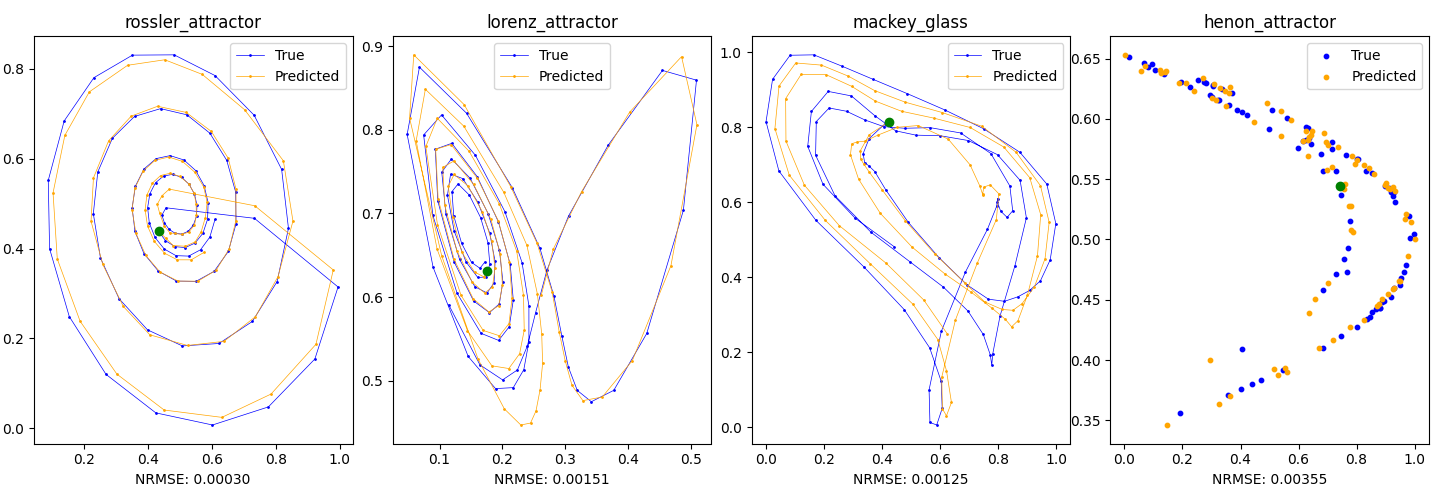 rossler_attractor
True
Predicted
0.8
0.6
0.4
0.2
0.0
0.2
0.4
0.6
0.8
1.0
NRMSE: 0.00030
lorenz_attractor
True
Predicted
0.9
0.8
0.7
0.6
0.5
0.1
0.2
0.3
0.4
0.5
NRMSE: 0.00151
mackey_glass
True
Predicted
1.0
0.8
0.6
0.4
0.2
0.0
0.0
0.2
0.4
0.6
0.8
1.0
NRMSE: 0.00125
henon_attractor
True
Predicted
0.65
0.60
0.55
0.50
0.45
0.40
0.35
0.0
0.2
0.4
0.6
0.8
1.0
NRMSE: 0.00355